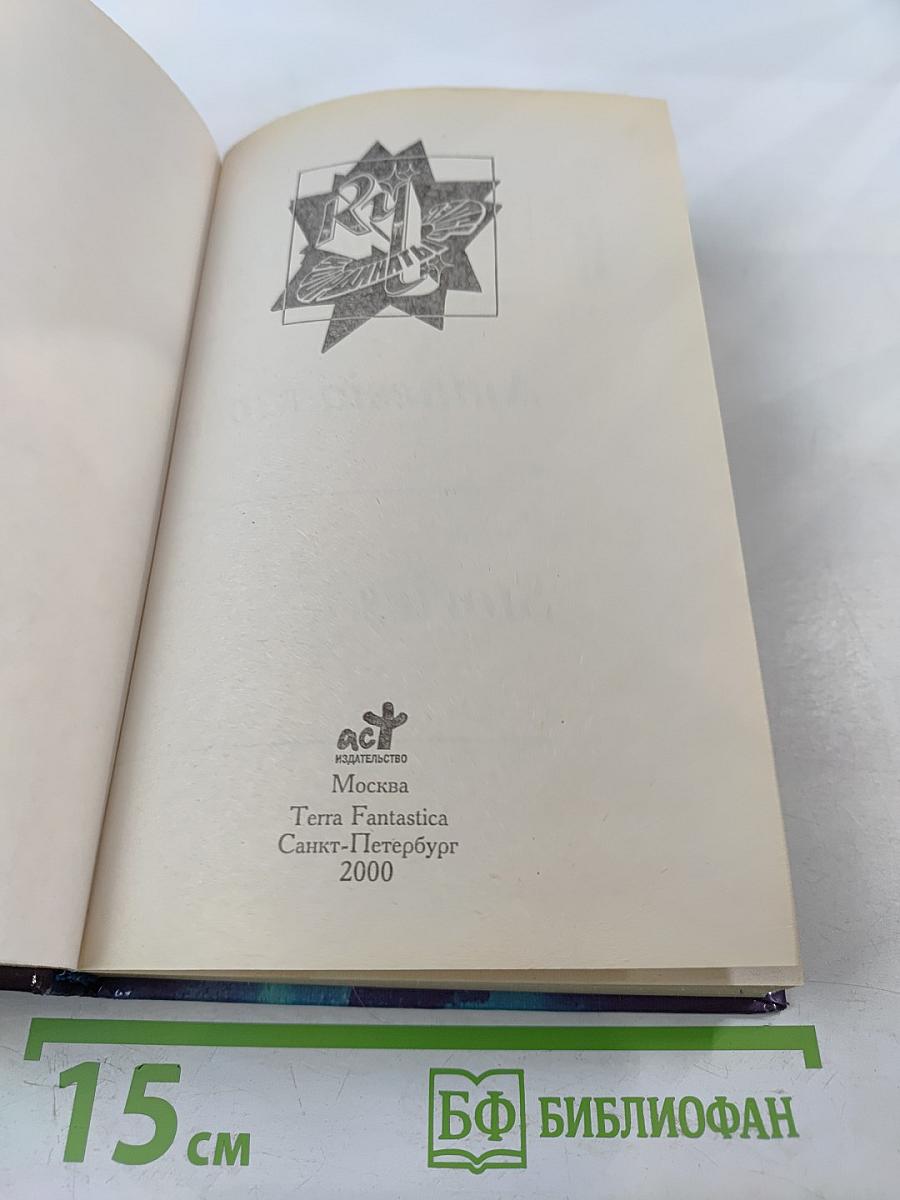 аст
ИЗДАТЕЛЬСТВО
Москва
Terra Fantastica
Санкт-Петербург
2000
15 см
БФ БИБЛИОФАН